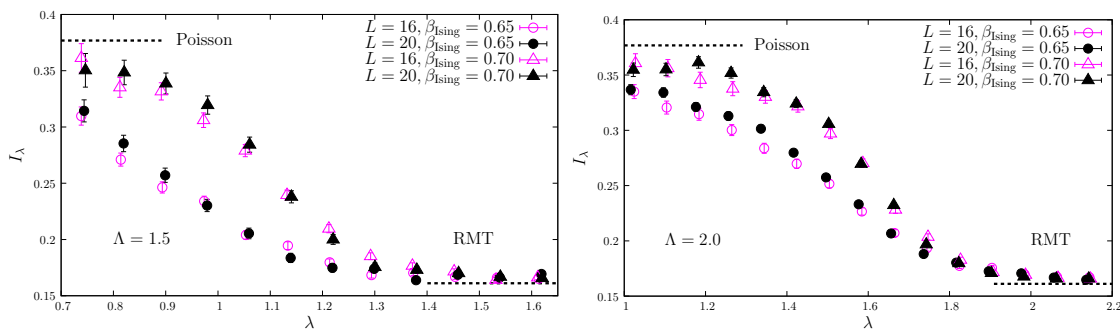 Poisson
L = 16, β_Ising = 0.65
L = 20, β_Ising = 0.65
L = 16, β_Ising = 0.70
L = 20, β_Ising = 0.70
0.35
0.3
0.25
0.2
0.15
I_λ
Λ = 1.5
RMT
0.7 0.8 0.9 1 1.1 1.2 1.3 1.4 1.5 1.6
λ
Poisson
L = 16, β_Ising = 0.65
L = 20, β_Ising = 0.65
L = 16, β_Ising = 0.70
L = 20, β_Ising = 0.70
0.4
0.35
0.3
0.25
0.2
0.15
I_λ
Λ = 2.0
RMT
1 1.2 1.4 1.6 1.8 2 2.2
λ